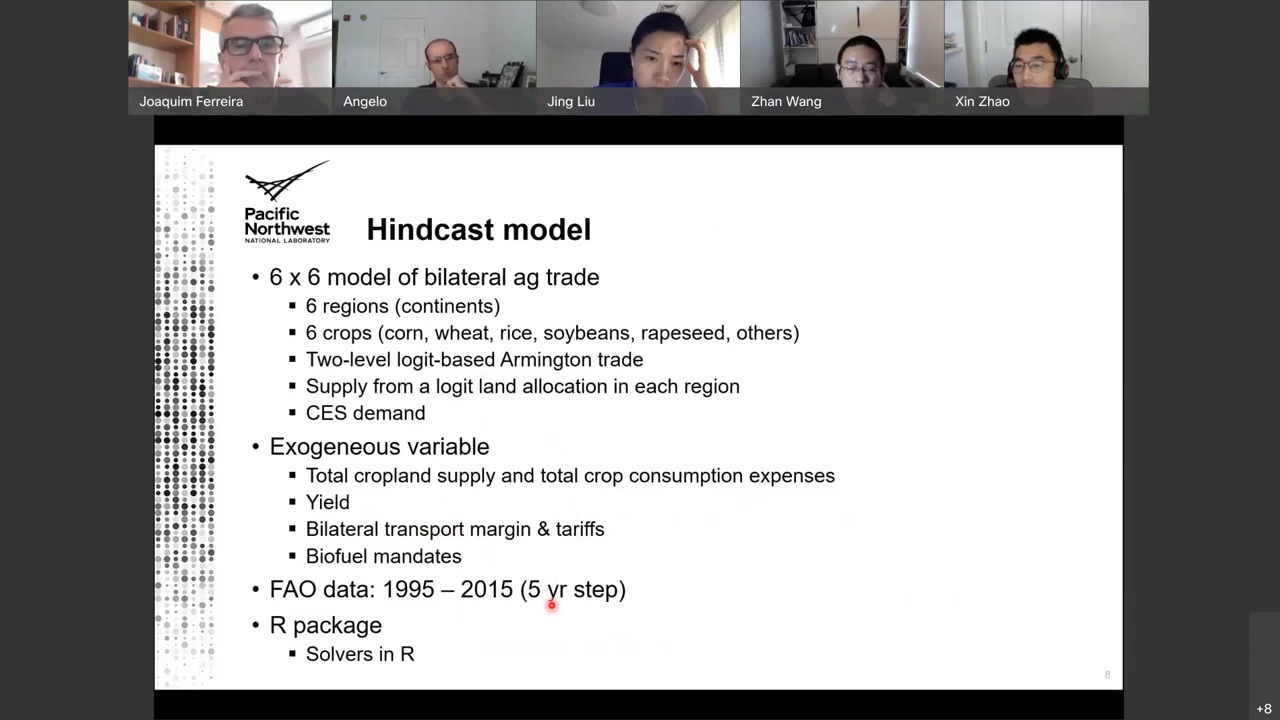 Joaquim Ferreira
Angelo
Jing Liu
Zhan Wang
Xin Zhao
Pacific
Northwest
NATIONAL LABORATORY
Hindcast model
• 6 x 6 model of bilateral ag trade
▪ 6 regions (continents)
▪ 6 crops (corn, wheat, rice, soybeans, rapeseed, others)
▪ Two-level logit-based Armington trade
▪ Supply from a logit land allocation in each region
▪ CES demand
• Exogeneous variable
▪ Total cropland supply and total crop consumption expenses
▪ Yield
▪ Bilateral transport margin & tariffs
▪ Biofuel mandates
• FAO data: 1995 – 2015 (5 yr step)
• R package
▪ Solvers in R
8
+8